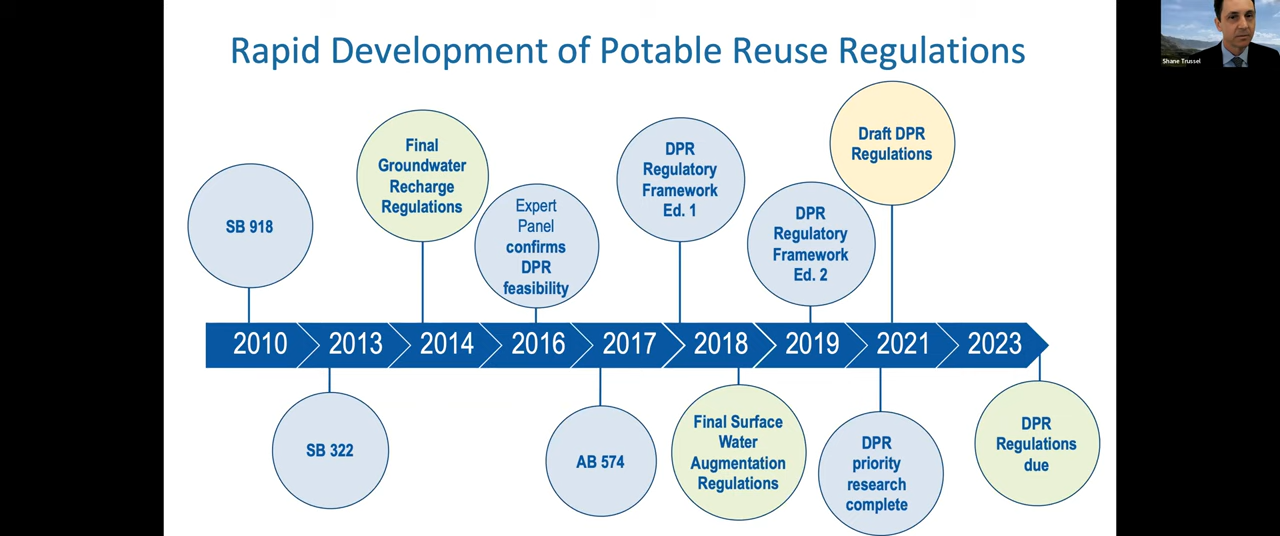 Rapid Development of Potable Reuse Regulations
Shane Trussel
SB 918
Final
Groundwater
Recharge
Regulations
Expert
Panel
confirms
DPR
feasibility
DPR
Regulatory
Framework
Ed. 1
DPR
Regulatory
Framework
Ed. 2
Draft DPR
Regulations
2010 2013 2014 2016 2017 2018 2019 2021 2023
SB 322
AB 574
Final Surface
Water
Augmentation
Regulations
DPR
priority
research
complete
DPR
Regulations
due